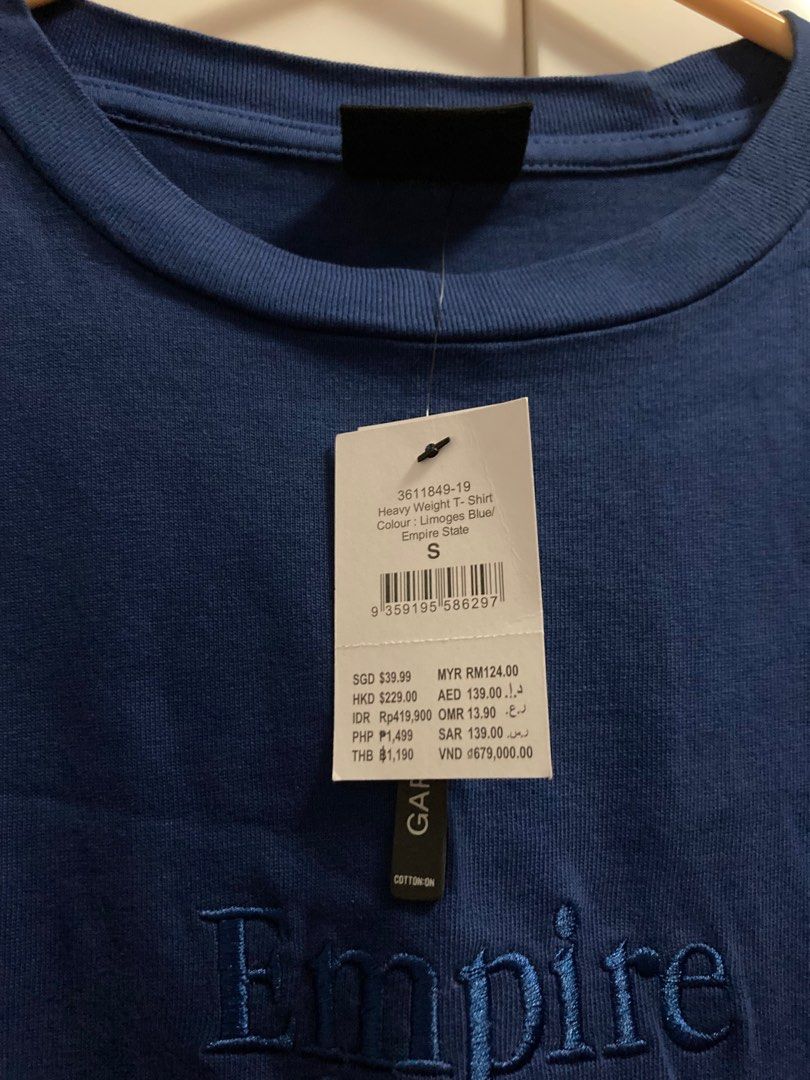 3611849-19
Heavy Weight T- Shirt
Colour : Limoges Blue/
Empire State
S
9 359195 586297
SGD $39.99 MYR RM124.00
HKD $229.00 AED 139.00 د.إ.
IDR Rp419,900 OMR 13.90 ر.ع.
PHP ₱1,499 SAR 139.00 ر.س.
THB ฿1,190 VND ₫679,000.00
GAR
COTTON:ON
Empire